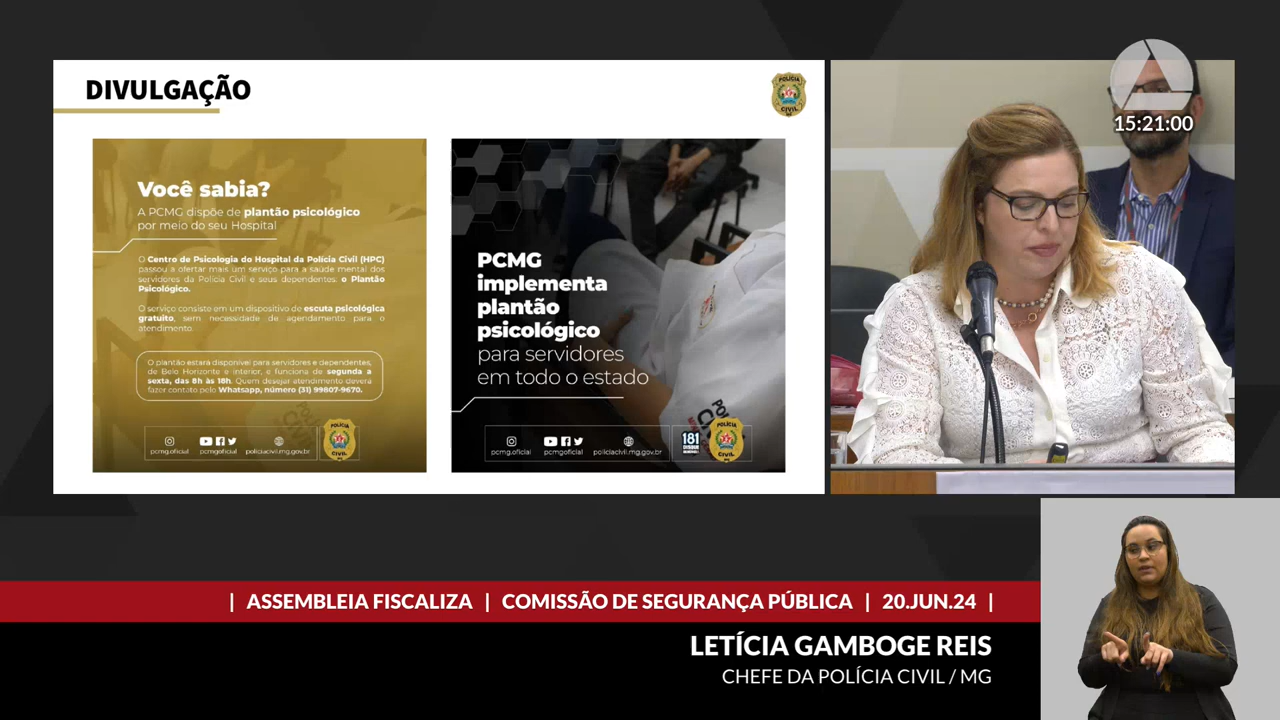 DIVULGAÇÃO
POLÍCIA
CIVIL
Você sabia?
A PCMG dispõe de plantão psicológico
por meio do seu Hospital
O Centro de Psicologia do Hospital da Polícia Civil (HPC)
passou a ofertar mais um serviço para a saúde mental dos
servidores da Polícia Civil e seus dependentes: o Plantão
Psicológico.
O serviço consiste em um dispositivo de escuta psicológica
gratuito, sem necessidade de agendamento para o
atendimento.
O plantão estará disponível para servidores e dependentes,
de Belo Horizonte e interior, e funciona de segunda a
sexta, das 8h às 18h. Quem desejar atendimento deverá
fazer contato pelo Whatsapp, número (31) 99807-9670.
pcmg.oficial
pcmgoficial
policiacivil.mg.gov.br
PCMG
implementa
plantão
psicológico
para servidores
em todo o estado
pcmg.oficial
pcmgoficial
policiacivil.mg.gov.br
181
DISQUE
15:21:00
| ASSEMBLEIA FISCALIZA | COMISSÃO DE SEGURANÇA PÚBLICA | 20.JUN.24 |
LETÍCIA GAMBOGE REIS
CHEFE DA POLÍCIA CIVIL / MG